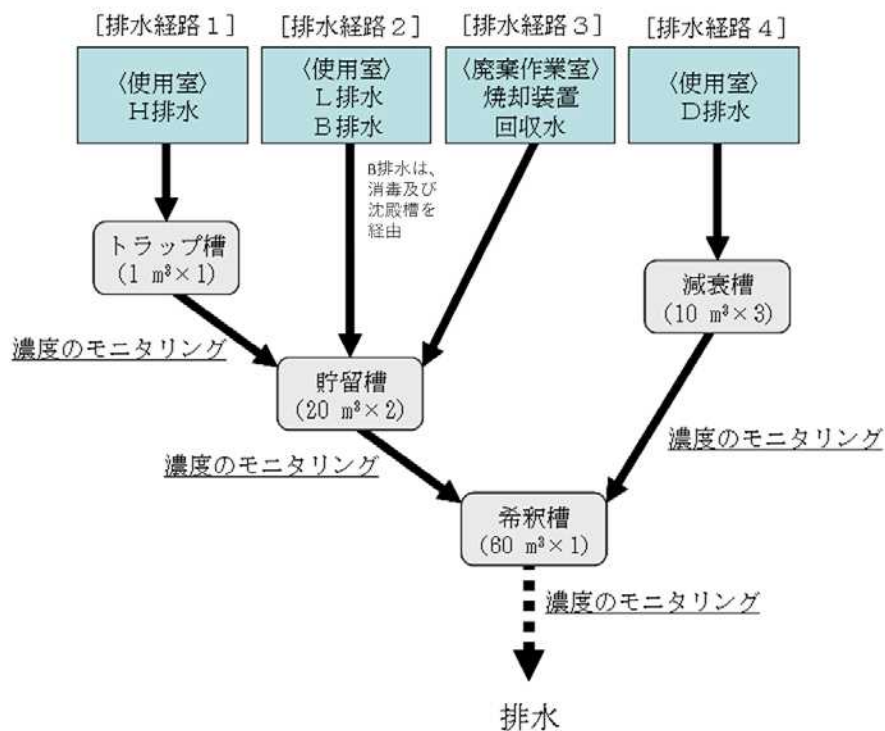 ［排水経路１］
［排水経路２］
［排水経路３］
［排水経路４］
〈使用室〉
Ｈ排水
〈使用室〉
Ｌ排水
Ｂ排水
〈廃棄作業室〉
焼却装置
回収水
〈使用室〉
Ｄ排水
B排水は、
消毒及び
沈殿槽を
経由
トラップ槽
(1 m³×1)
減衰槽
(10 m³×3)
濃度のモニタリング
貯留槽
(20 m³×2)
濃度のモニタリング
濃度のモニタリング
希釈槽
(60 m³×1)
濃度のモニタリング
排水